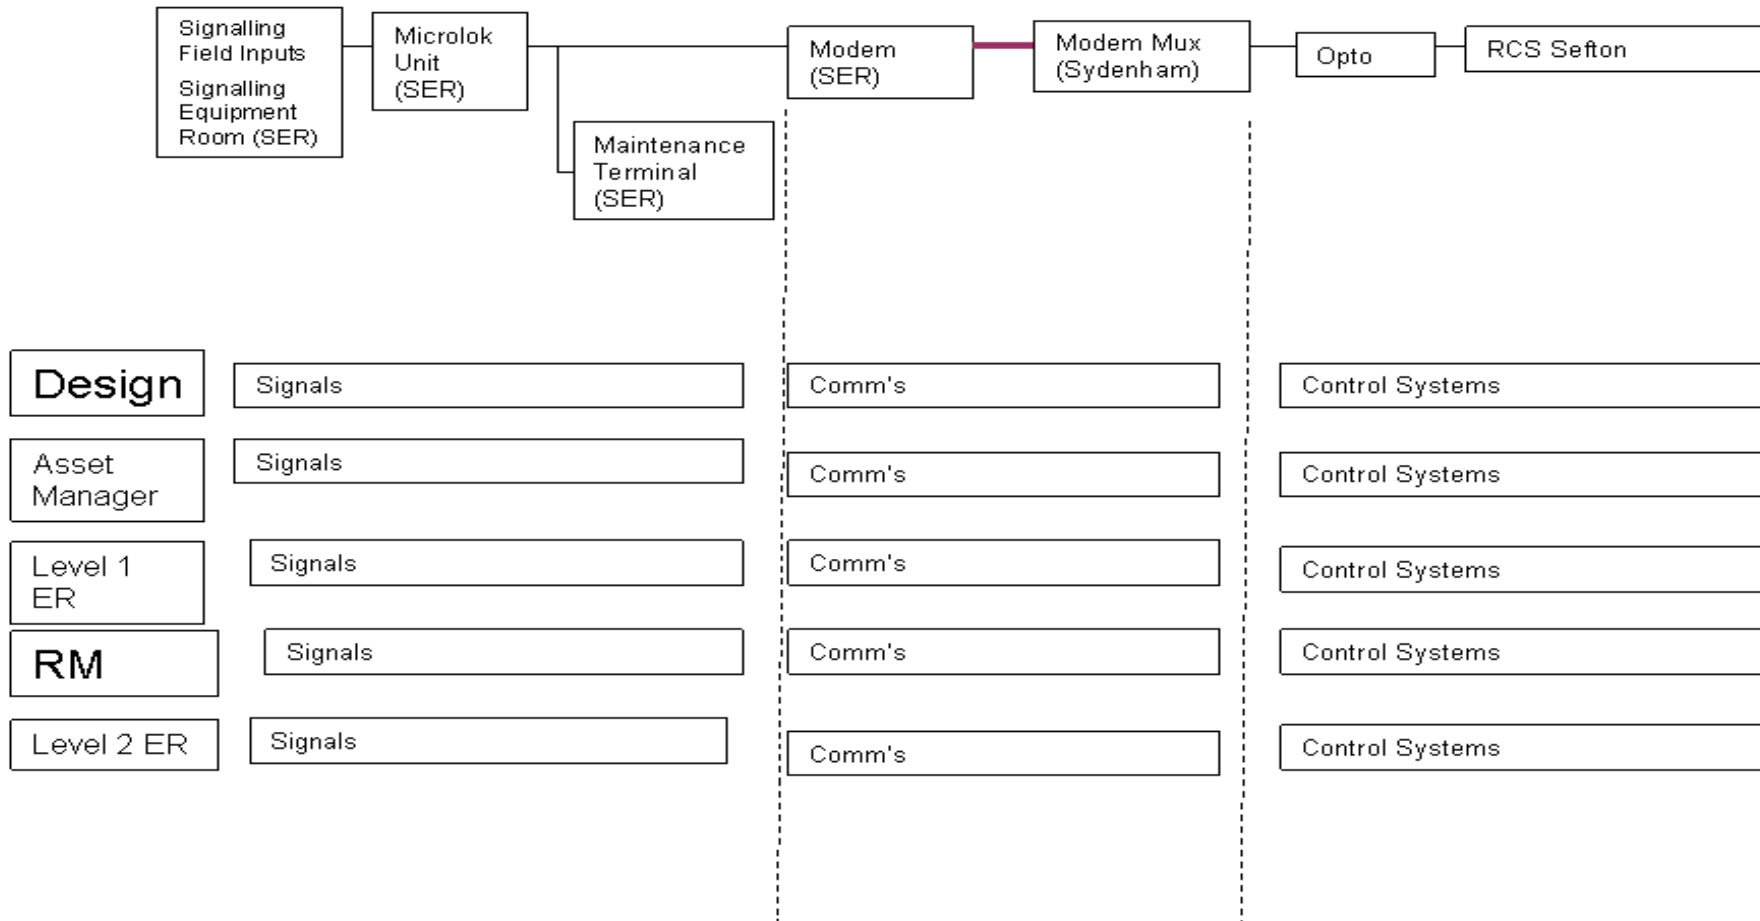 Signalling
Field Inputs
Signalling
Equipment
Room (SER)
Microlok
Unit
(SER)
Maintenance
Terminal
(SER)
Modem
(SER)
Modem Mux
(Sydenham)
Opto
RCS Sefton
Design
Signals
Comm's
Control Systems
Asset
Manager
Signals
Comm's
Control Systems
Level 1
ER
Signals
Comm's
Control Systems
RM
Signals
Comm's
Control Systems
Level 2 ER
Signals
Comm's
Control Systems